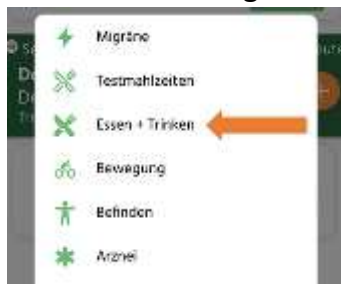 Migräne
Testmahlzeiten
Essen + Trinken
Bewegung
Befinden
Arznei